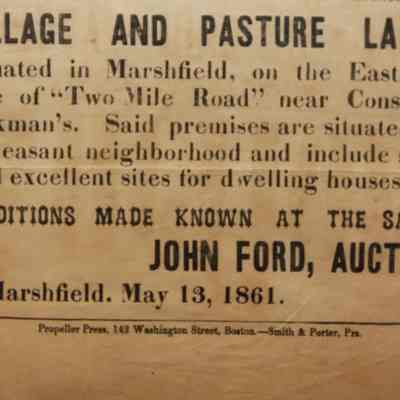 LLAGE AND PASTURE LA
uated in Marshfield, on the East
e of "Two Mile Road" near Cons
kman's. Said premises are situate
leasant neighborhood and include s
l excellent sites for dwelling houses
DITIONS MADE KNOWN AT THE SA
JOHN FORD, AUCT
Marshfield. May 13, 1861.
Propeller Press, 142 Washington Street, Boston.—Smith & Porter, Prs.